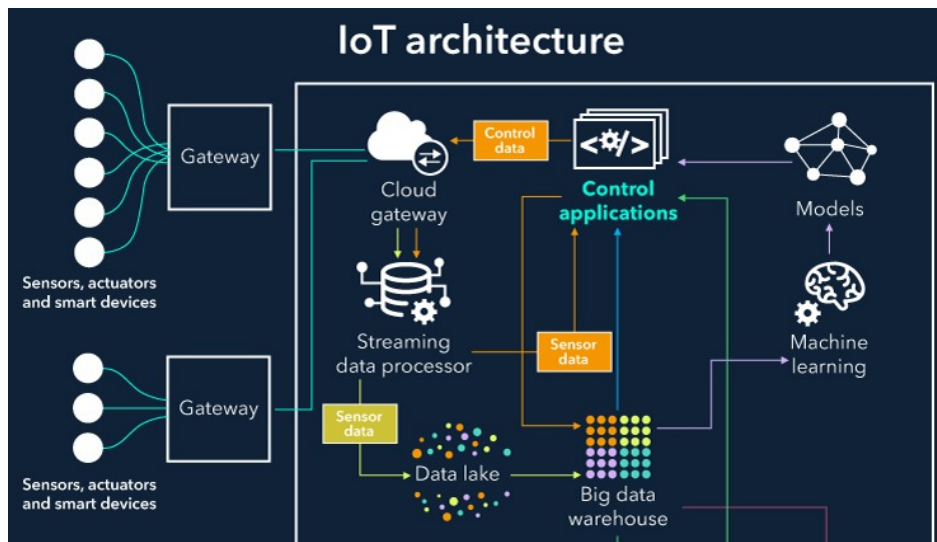 IoT architecture
Gateway
Sensors, actuators
and smart devices
Gateway
Sensors, actuators
and smart devices
Cloud
gateway
Control
data
</>
Control
applications
Models
Streaming
data processor
Sensor
data
Machine
learning
Sensor
data
Data lake
Big data
warehouse